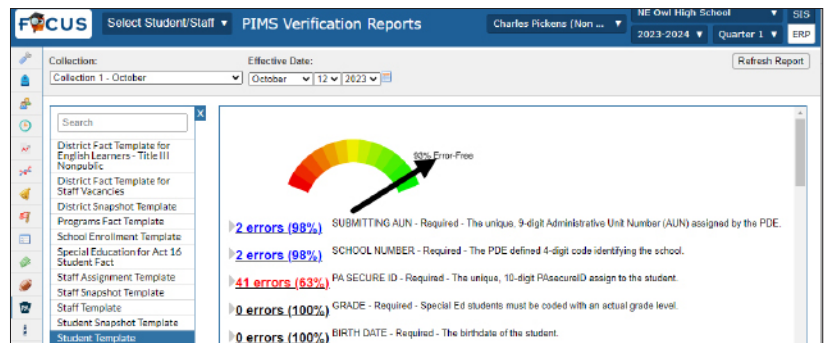 FOCUS
Select Student/Staff ▼
PIMS Verification Reports
Charles Pickens (Non ... ▼
NE Owl High School ▼
SIS
2023-2024 ▼
Quarter 1 ▼
ERP
Collection:
Effective Date:
Collection 1 - October
October
12
2023
Refresh Report
X
Search
District Fact Template for
English Learners - Title III
Nonpublic
District Fact Template for
Staff Vacancies
District Snapshot Template
Programs Fact Template
School Enrollment Template
Special Education for Act 16
Student Fact
Staff Assignment Template
Staff Snapshot Template
Staff Template
Student Snapshot Template
Student Template
93% Error-Free
2 errors (98%) SUBMITTING AUN - Required - The unique, 9-digit Administrative Unit Number (AUN) assigned by the PDE.
2 errors (98%) SCHOOL NUMBER - Required - The PDE defined 4-digit code identifying the school.
41 errors (63%) PA SECURE ID - Required - The unique, 10-digit PAsecureID assign to the student.
0 errors (100%) GRADE - Required - Special Ed students must be coded with an actual grade level.
0 errors (100%) BIRTH DATE - Required - The birthdate of the student.